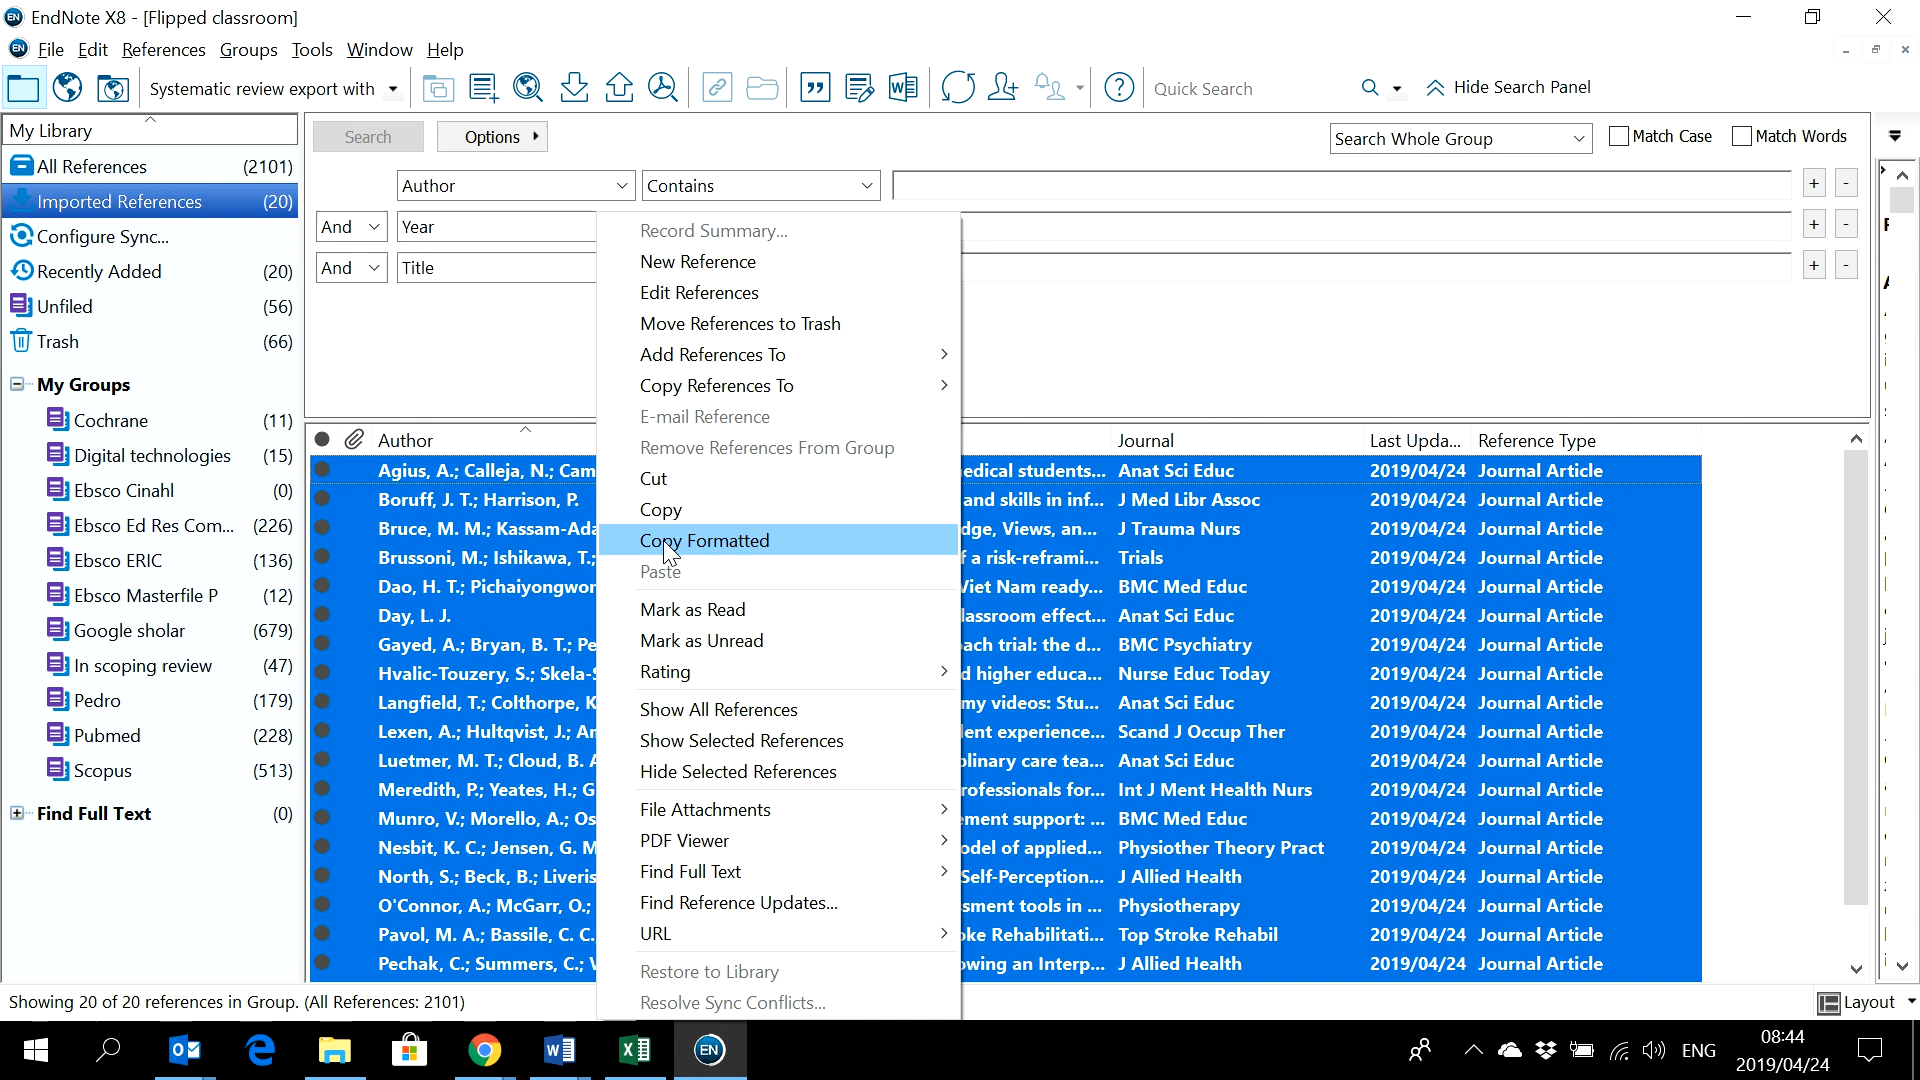 EndNote X8 - [Flipped classroom]
File Edit References Groups Tools Window Help
Systematic review export with
Quick Search
Hide Search Panel
My Library
Search
Options
Search Whole Group
Match Case
Match Words
All References (2101)
Author
Contains
+ -
Imported References (20)
And
Year
+ -
Configure Sync...
And
Title
+ -
Recently Added (20)
Unfiled (56)
Trash (66)
My Groups
Cochrane (11)
Digital technologies (15)
Ebsco Cinahl (0)
Ebsco Ed Res Com... (226)
Ebsco ERIC (136)
Ebsco Masterfile P (12)
Google sholar (679)
In scoping review (47)
Pedro (179)
Pubmed (228)
Scopus (513)
Find Full Text (0)
Record Summary...
New Reference
Edit References
Move References to Trash
Add References To
Copy References To
E-mail Reference
Remove References From Group
Cut
Copy
Copy Formatted
Paste
Mark as Read
Mark as Unread
Rating
Show All References
Show Selected References
Hide Selected References
File Attachments
PDF Viewer
Find Full Text
Find Reference Updates...
URL
Restore to Library
Resolve Sync Conflicts...
Author Journal Last Upda... Reference Type
Agius, A.; Calleja, N.; Cam edical students... Anat Sci Educ 2019/04/24 Journal Article
Boruff, J. T.; Harrison, P. and skills in inf... J Med Libr Assoc 2019/04/24 Journal Article
Bruce, M. M.; Kassam-Ada dge, Views, an... J Trauma Nurs 2019/04/24 Journal Article
Brussoni, M.; Ishikawa, T.; f a risk-reframi... Trials 2019/04/24 Journal Article
Dao, H. T.; Pichaiyongwor Viet Nam ready... BMC Med Educ 2019/04/24 Journal Article
Day, L. J. lassroom effect... Anat Sci Educ 2019/04/24 Journal Article
Gayed, A.; Bryan, B. T.; Pe ach trial: the d... BMC Psychiatry 2019/04/24 Journal Article
Hvalic-Touzery, S.; Skela-S d higher educa... Nurse Educ Today 2019/04/24 Journal Article
Langfield, T.; Colthorpe, K my videos: Stu... Anat Sci Educ 2019/04/24 Journal Article
Lexen, A.; Hultqvist, J.; Ar lent experience... Scand J Occup Ther 2019/04/24 Journal Article
Luetmer, M. T.; Cloud, B. A plinary care tea... Anat Sci Educ 2019/04/24 Journal Article
Meredith, P.; Yeates, H.; G rofessionals for... Int J Ment Health Nurs 2019/04/24 Journal Article
Munro, V.; Morello, A.; Os ement support: ... BMC Med Educ 2019/04/24 Journal Article
Nesbit, K. C.; Jensen, G. M odel of applied... Physiother Theory Pract 2019/04/24 Journal Article
North, S.; Beck, B.; Liveris Self-Perception... J Allied Health 2019/04/24 Journal Article
O'Connor, A.; McGarr, O.; sment tools in ... Physiotherapy 2019/04/24 Journal Article
Pavol, M. A.; Bassile, C. C. oke Rehabilitati... Top Stroke Rehabil 2019/04/24 Journal Article
Pechak, C.; Summers, C.; V owing an Interp... J Allied Health 2019/04/24 Journal Article
Showing 20 of 20 references in Group. (All References: 2101)
Layout
EN
ENG
08:44
2019/04/24